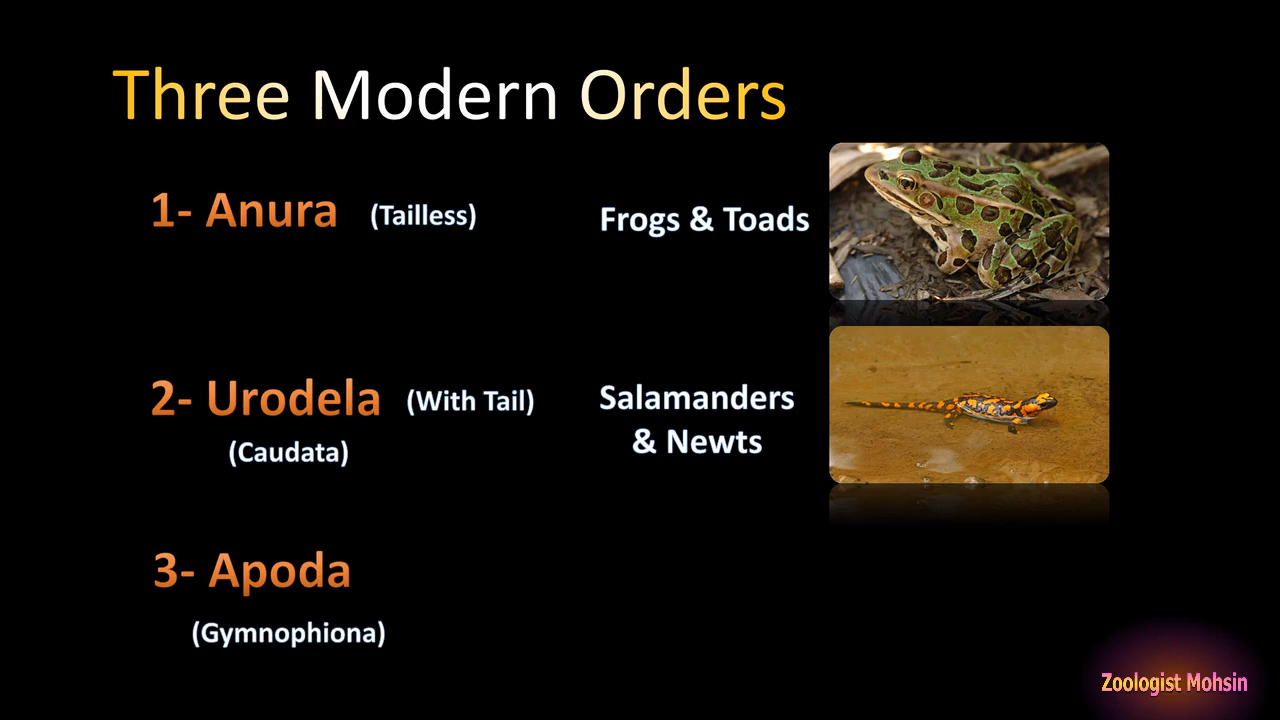 Three Modern Orders
1- Anura (Tailless) Frogs & Toads
2- Urodela (With Tail) Salamanders
& Newts
(Caudata)
3- Apoda
(Gymnophiona)
Zoologist Mohsin